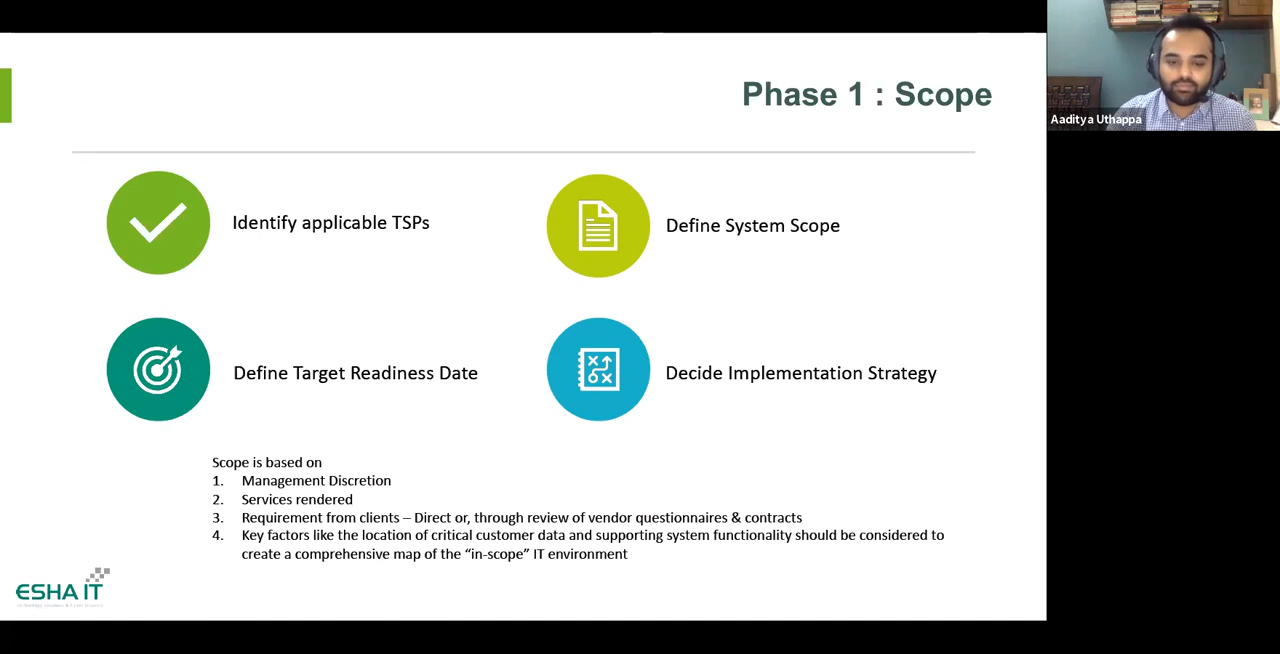 Phase 1 : Scope
Aaditya Uthappa
Identify applicable TSPs
Define System Scope
Define Target Readiness Date
Decide Implementation Strategy
Scope is based on
1. Management Discretion
2. Services rendered
3. Requirement from clients – Direct or, through review of vendor questionnaires & contracts
4. Key factors like the location of critical customer data and supporting system functionality should be considered to
create a comprehensive map of the “in-scope” IT environment
ESHA IT